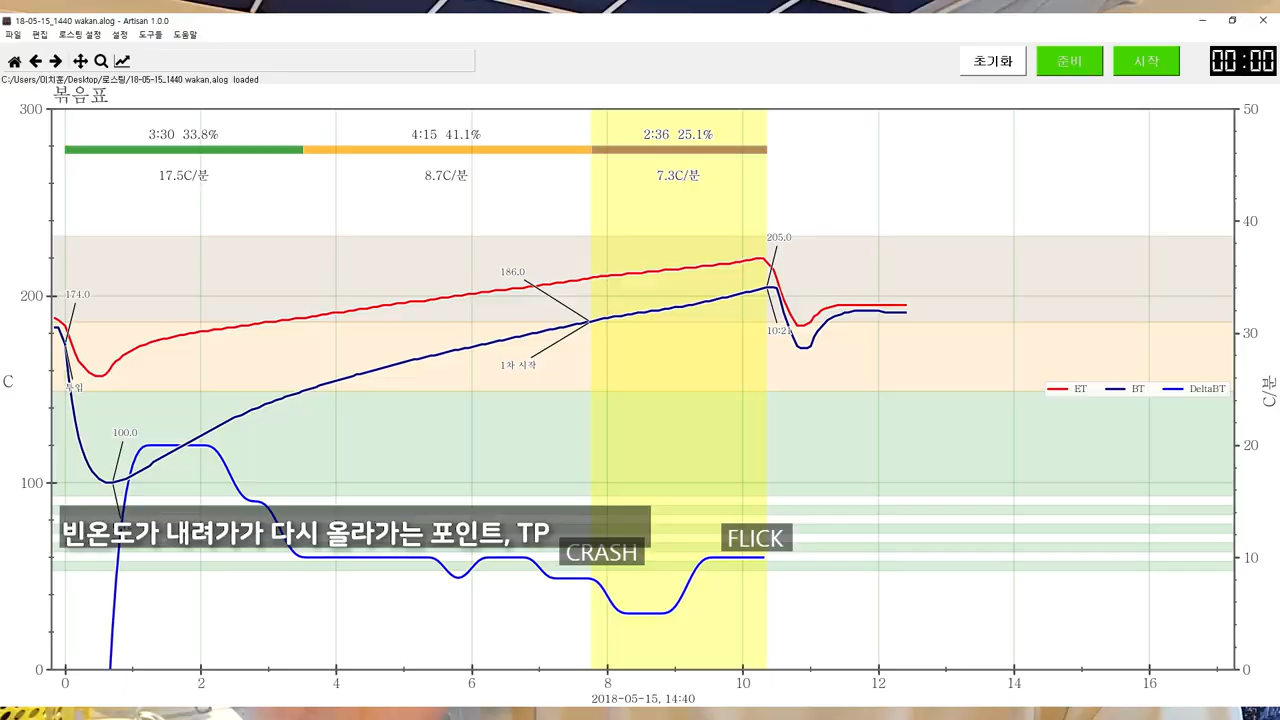 18-05-15_1440 wakan.alog - Artisan 1.0.0
파일 편집 로스팅 설정 설정 도구들 도움말
초기화 준비 시작 00:00
C:/Users/이치훈/Desktop/로스팅/18-05-15_1440 wakan.alog loaded
볶음표
300 50
3:30 33.8% 4:15 41.1% 2:36 25.1%
17.5C/분 8.7C/분 7.3C/분
40
205.0
186.0
200 174.0
10:21
30
1차 시작
C 투입 ET BT DeltaBT C/분
100.0
20
100
빈온도가 내려가가 다시 올라가는 포인트, TP
FLICK
CRASH
10
0 0
0 2 4 6 8 10 12 14 16
2018-05-15, 14:40